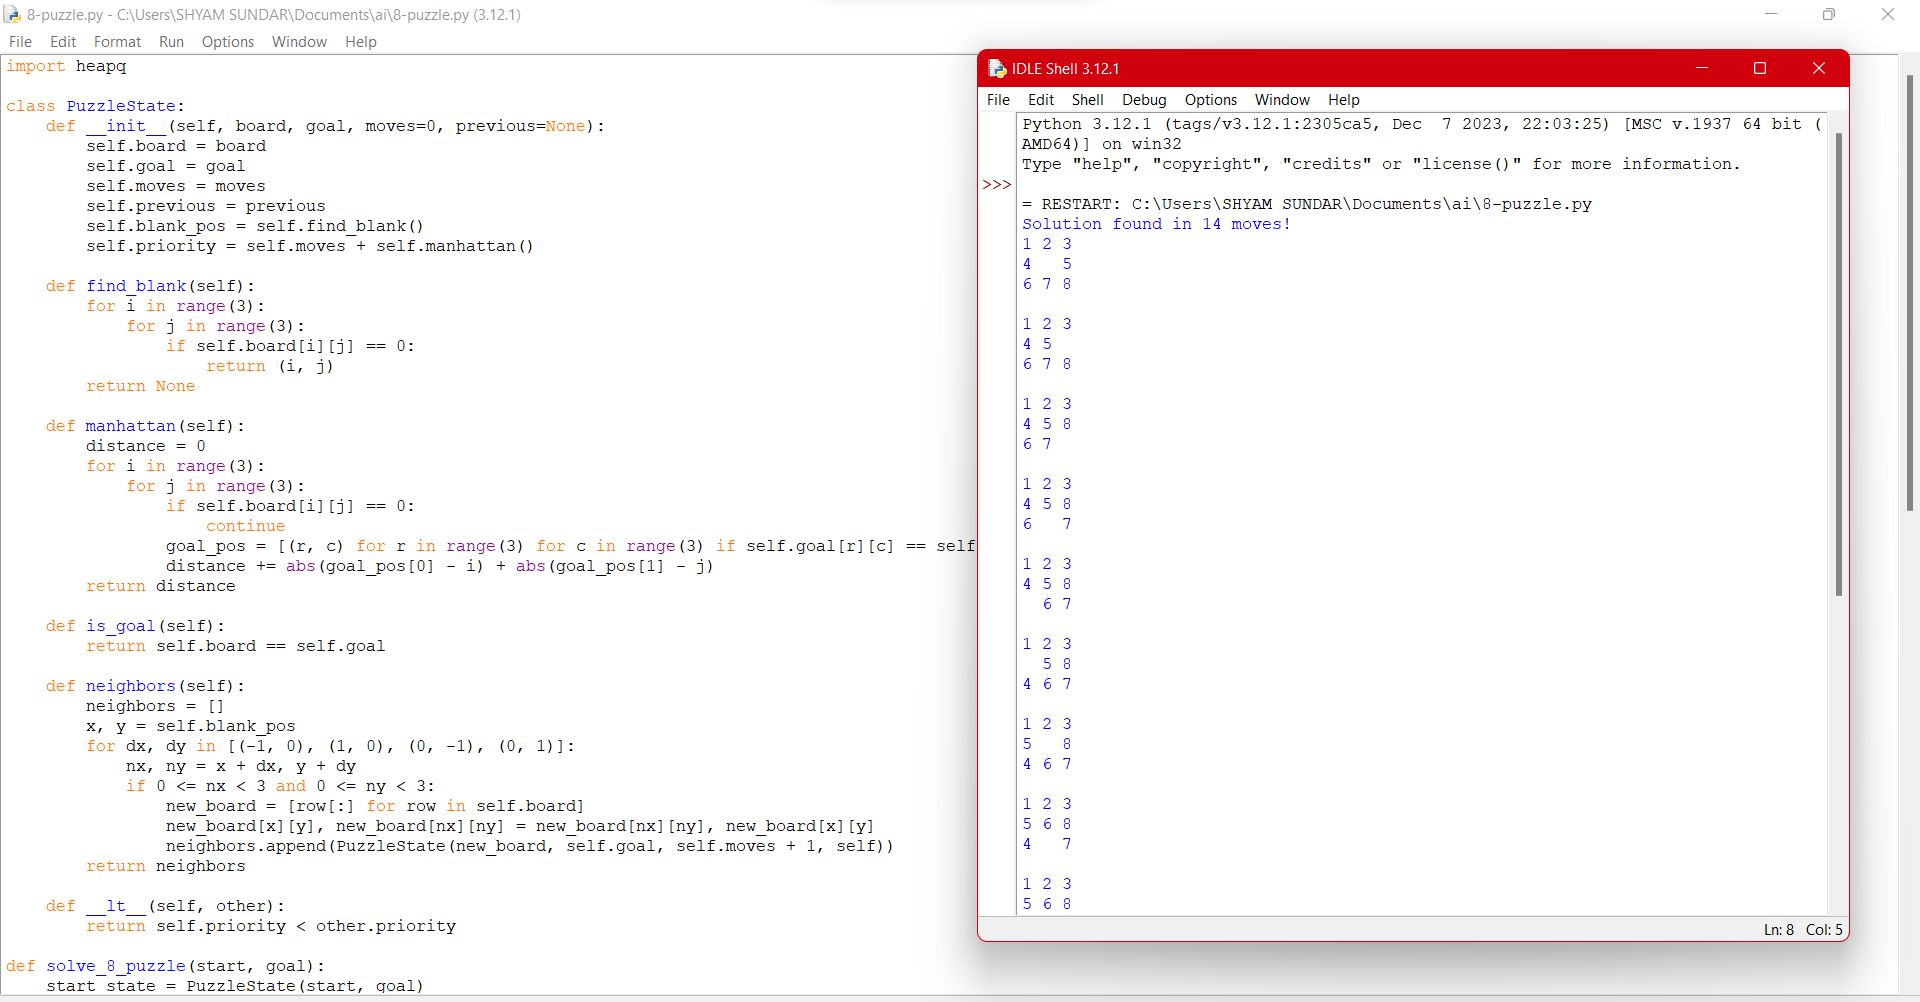 8-puzzle.py - C:\Users\SHYAM SUNDAR\Documents\ai\8-puzzle.py (3.12.1)
File Edit Format Run Options Window Help
import heapq
class PuzzleState:
    def __init__(self, board, goal, moves=0, previous=None):
        self.board = board
        self.goal = goal
        self.moves = moves
        self.previous = previous
        self.blank_pos = self.find_blank()
        self.priority = self.moves + self.manhattan()
    def find_blank(self):
        for i in range(3):
            for j in range(3):
                if self.board[i][j] == 0:
                    return (i, j)
        return None
    def manhattan(self):
        distance = 0
        for i in range(3):
            for j in range(3):
                if self.board[i][j] == 0:
                    continue
                goal_pos = [(r, c) for r in range(3) for c in range(3) if self.goal[r][c] == self
                distance += abs(goal_pos[0] - i) + abs(goal_pos[1] - j)
        return distance
    def is_goal(self):
        return self.board == self.goal
    def neighbors(self):
        neighbors = []
        x, y = self.blank_pos
        for dx, dy in [(-1, 0), (1, 0), (0, -1), (0, 1)]:
            nx, ny = x + dx, y + dy
            if 0 <= nx < 3 and 0 <= ny < 3:
                new_board = [row[:] for row in self.board]
                new_board[x][y], new_board[nx][ny] = new_board[nx][ny], new_board[x][y]
                neighbors.append(PuzzleState(new_board, self.goal, self.moves + 1, self))
        return neighbors
    def __lt__(self, other):
        return self.priority < other.priority
def solve_8_puzzle(start, goal):
    start_state = PuzzleState(start, goal)
IDLE Shell 3.12.1
File Edit Shell Debug Options Window Help
Python 3.12.1 (tags/v3.12.1:2305ca5, Dec  7 2023, 22:03:25) [MSC v.1937 64 bit (
AMD64)] on win32
Type "help", "copyright", "credits" or "license()" for more information.
>>>
= RESTART: C:\Users\SHYAM SUNDAR\Documents\ai\8-puzzle.py
Solution found in 14 moves!
1 2 3
4   5
6 7 8
1 2 3
4 5
6 7 8
1 2 3
4 5 8
6 7
1 2 3
4 5 8
6   7
1 2 3
4 5 8
  6 7
1 2 3
  5 8
4 6 7
1 2 3
5   8
4 6 7
1 2 3
5 6 8
4   7
1 2 3
5 6 8
Ln: 8 Col: 5